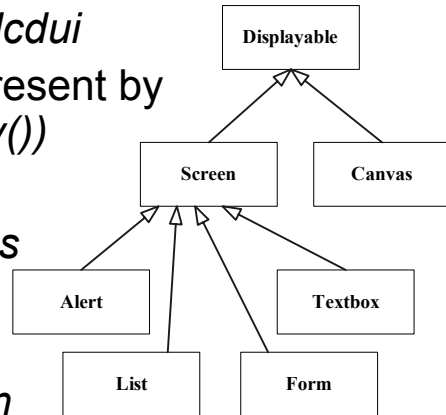 lcdui
resent by
())
s
n
Displayable
Screen
Canvas
Alert
Textbox
List
Form